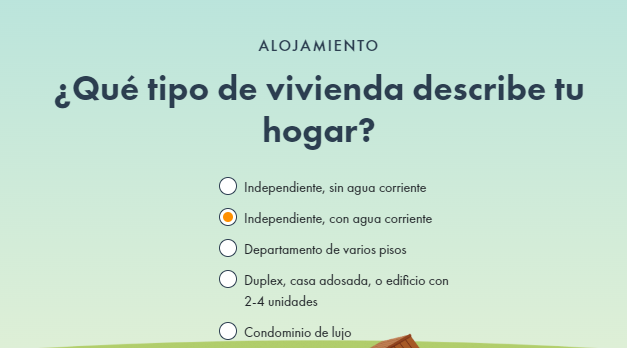 ALOJAMIENTO
¿Qué tipo de vivienda describe tu
hogar?
Independiente, sin agua corriente
Independiente, con agua corriente
Departamento de varios pisos
Duplex, casa adosada, o edificio con
2-4 unidades
Condominio de lujo